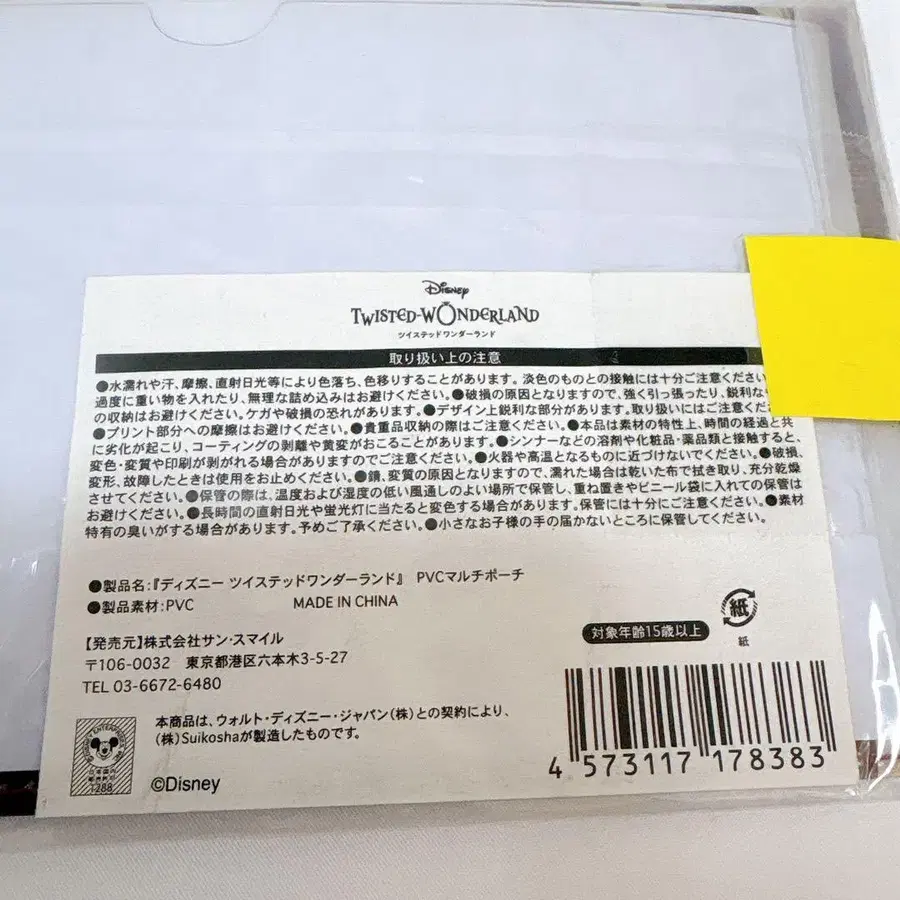 Disney
TWISTED-WONDERLAND
ツイステッドワンダーランド
取り扱い上の注意
●水濡れや汗、摩擦、直射日光等により色落ち、色移りすることがあります。淡色のものとの接触には十分ご注意ください
過度に重い物を入れたり、無理な詰め込みはお避けください。●破損の原因となりますので、強く引っ張ったり、鋭利な
の収納はお避けください。ケガや破損の恐れがあります。●デザイン上鋭利な部分があります。取り扱いにはご注意くだ
●プリント部分への摩擦はお避けください。●貴重品収納の際はご注意ください。●本品は素材の特性上、時間の経過と共
に劣化が起こり、コーティングの剥離や黄変がおこることがあります。●シンナーなどの溶剤や化粧品・薬品類と接触すると、
変色・変質や印刷が剥がれる場合がありますのでご注意ください。●火器や高温となるものに近づけないでください。●破損、
変形、故障したときは使用をお止めください。●錆、変質の原因となりますので、濡れた場合は乾いた布で拭き取り、充分乾燥
させてください。●保管の際は、温度および湿度の低い風通しのよい場所で保管し、重ね置きやビニール袋に入れての保管は
お避けください。●長時間の直射日光や蛍光灯に当たると変色する場合があります。保管には十分にご注意ください。●素材
特有の臭いがする場合があります。予めご了承ください。●小さなお子様の手の届かないところに保管してください。
●製品名：『ディズニー ツイステッドワンダーランド』 PVCマルチポーチ
●製品素材：PVC MADE IN CHINA
対象年齢15歳以上
紙
紙
【発売元】株式会社サン・スマイル
〒106-0032 東京都港区六本木3-5-27
TEL 03-6672-6480
本商品は、ウォルト・ディズニー・ジャパン(株)との契約により、
(株)Suikoshaが製造したものです。
©Disney
1288
4 573117 178383